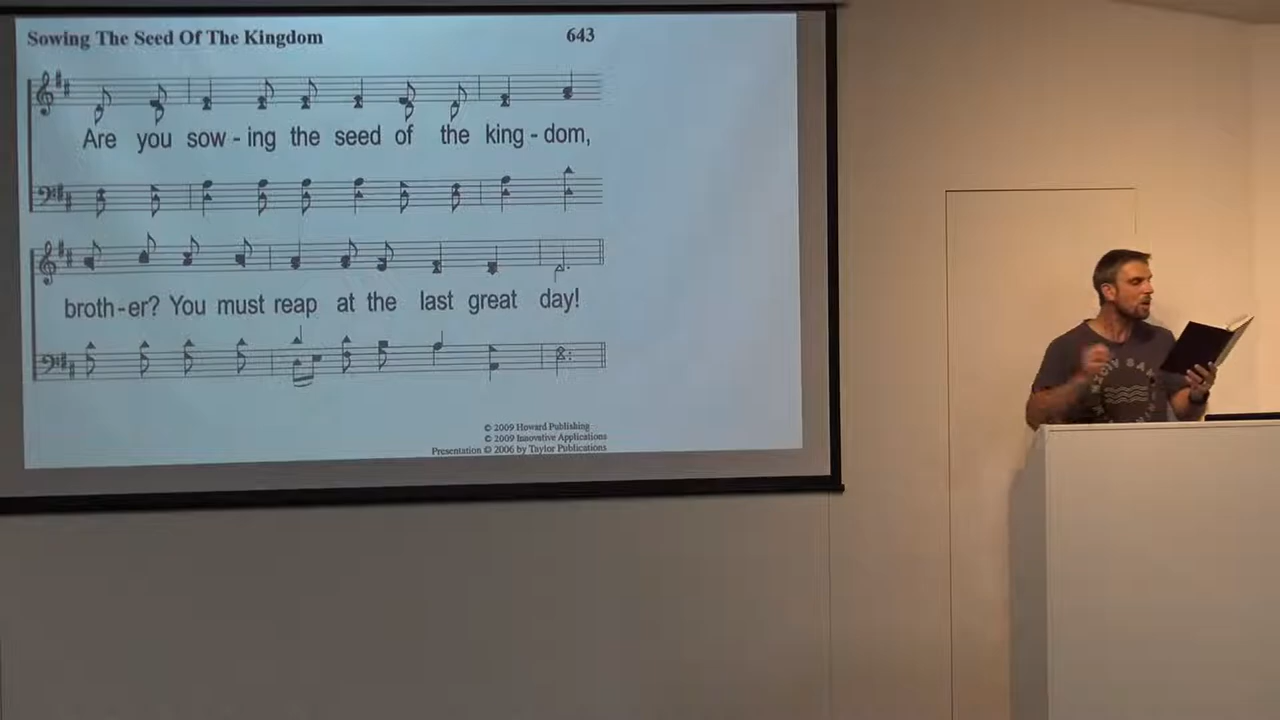 Sowing The Seed Of The Kingdom 643
Are you sow - ing the seed of the king - dom,
broth - er? You must reap at the last great day!
© 2009 Howard Publishing
© 2009 Innovative Applications
Presentation © 2006 by Taylor Publications